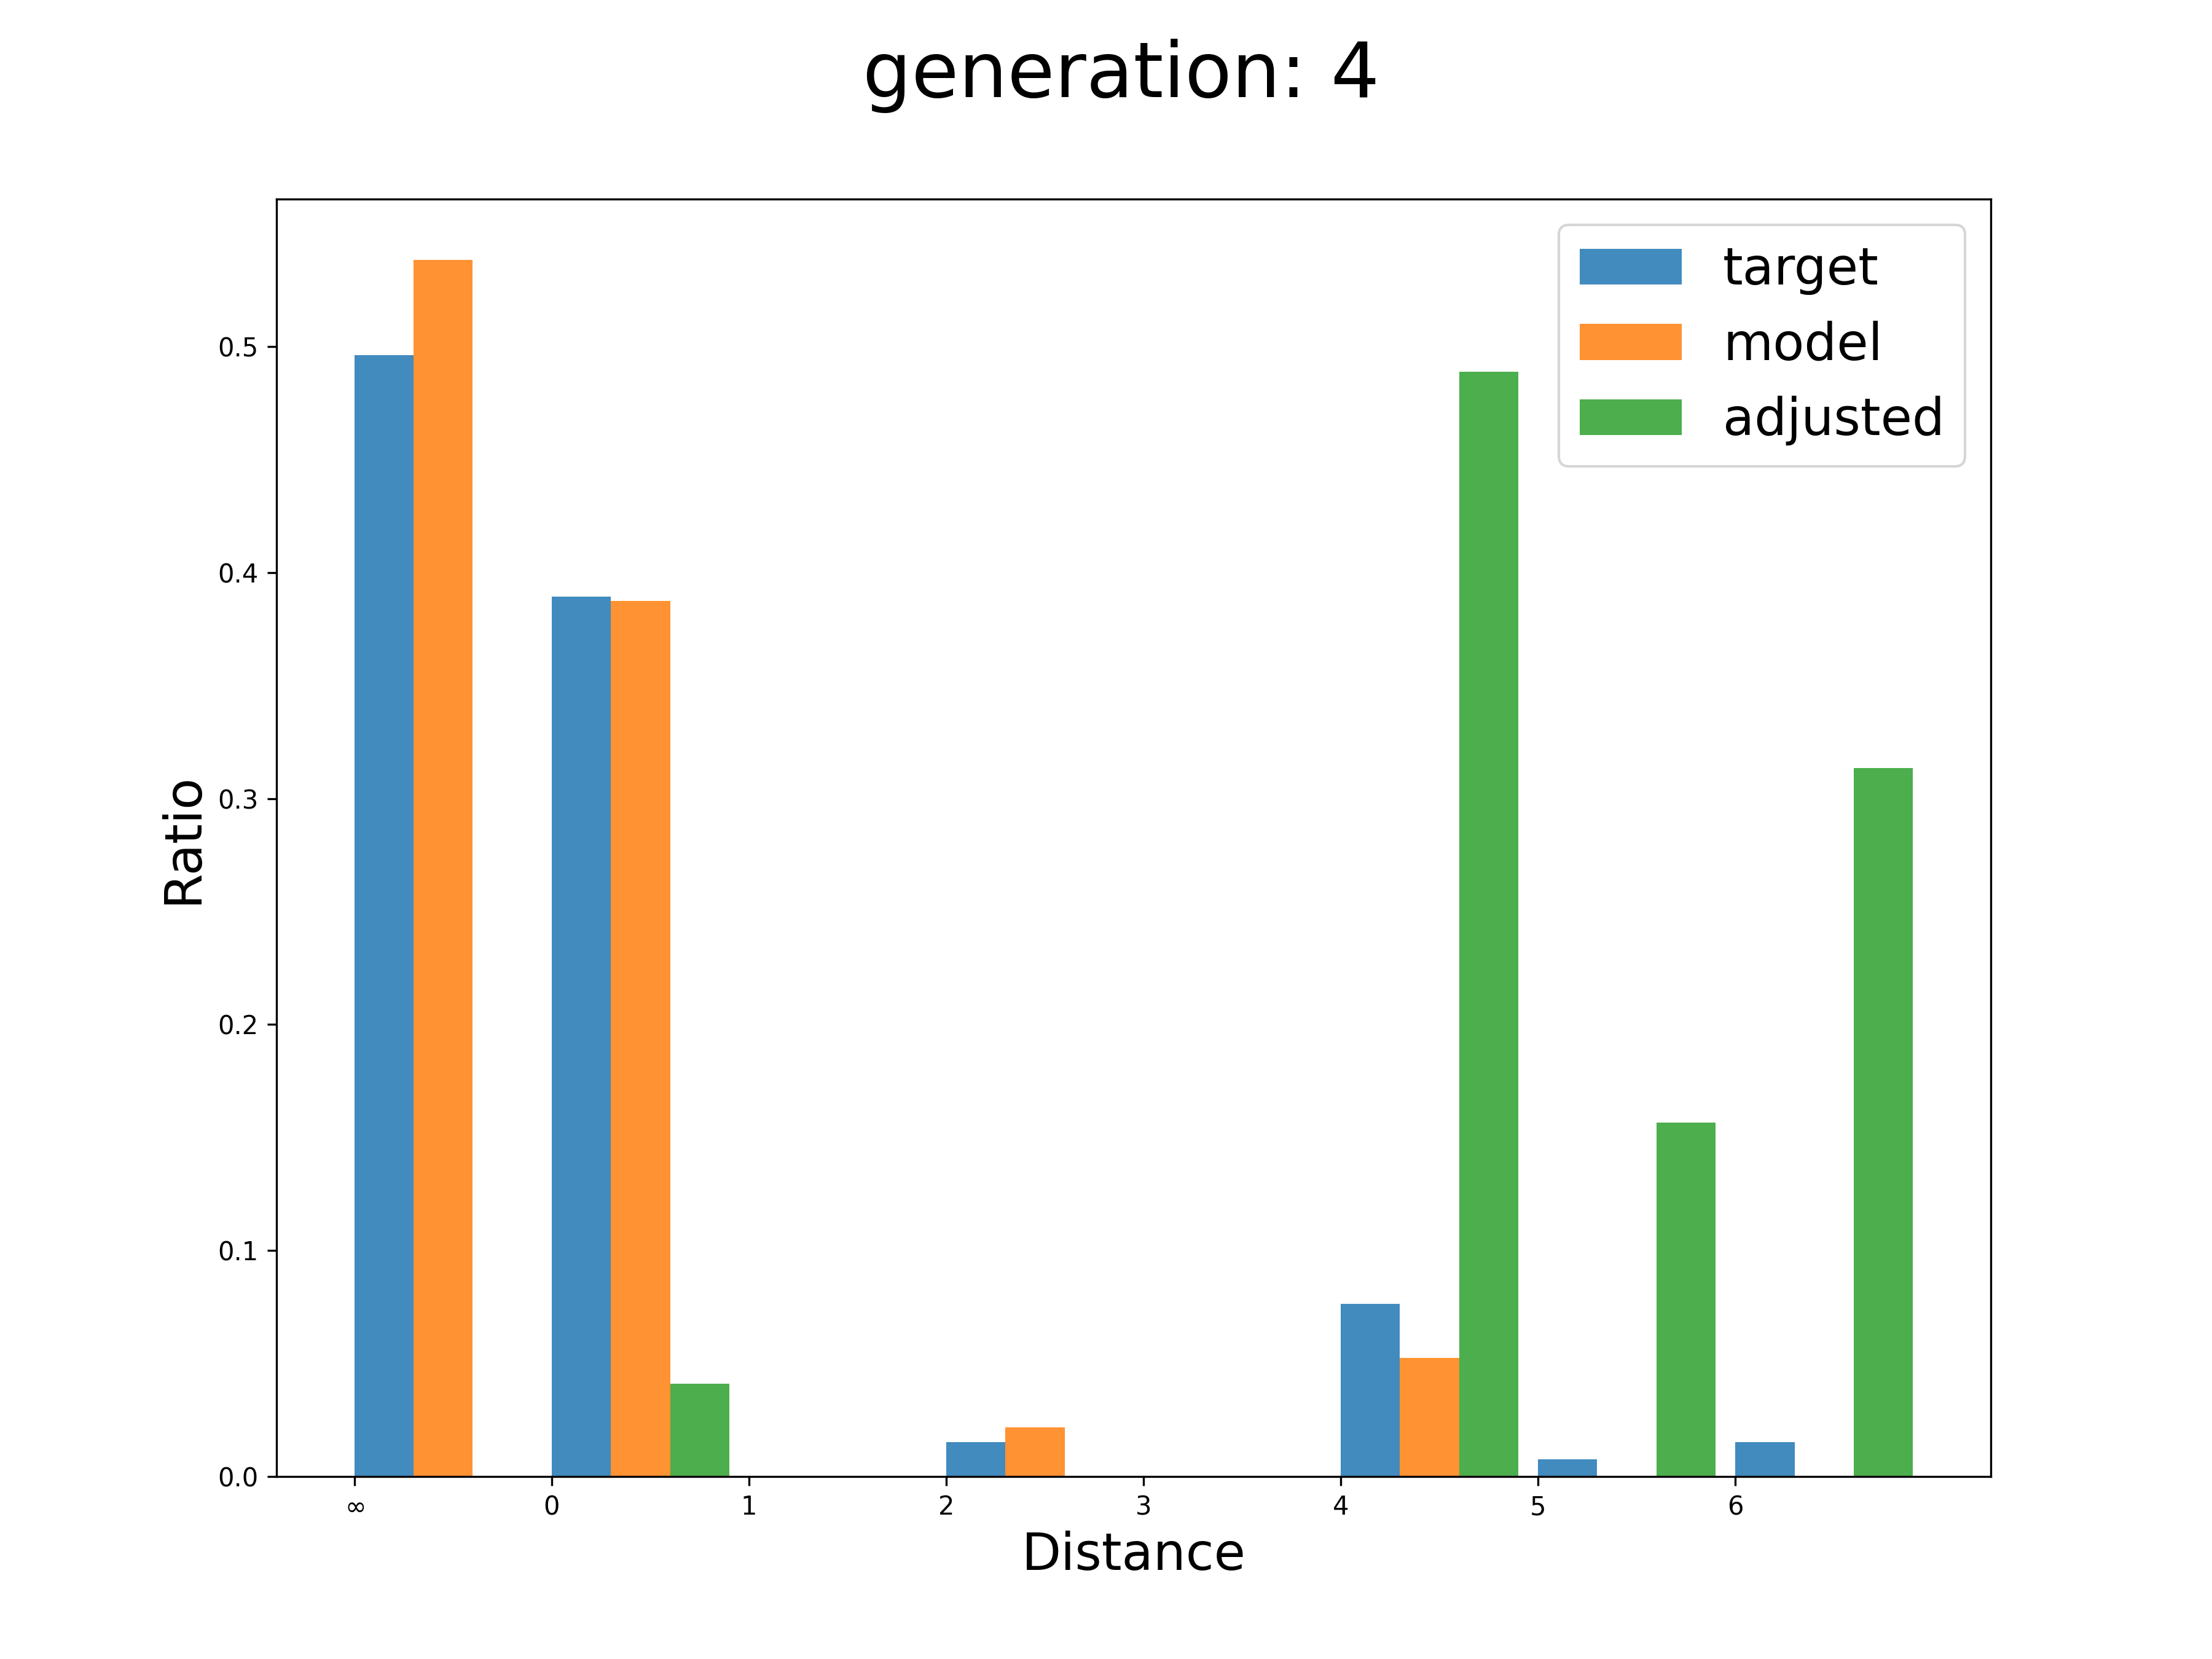 generation: 4
target
model
adjusted
Ratio
0.5
0.4
0.3
0.2
0.1
0.0
∞ 0 1 2 3 4 5 6
Distance